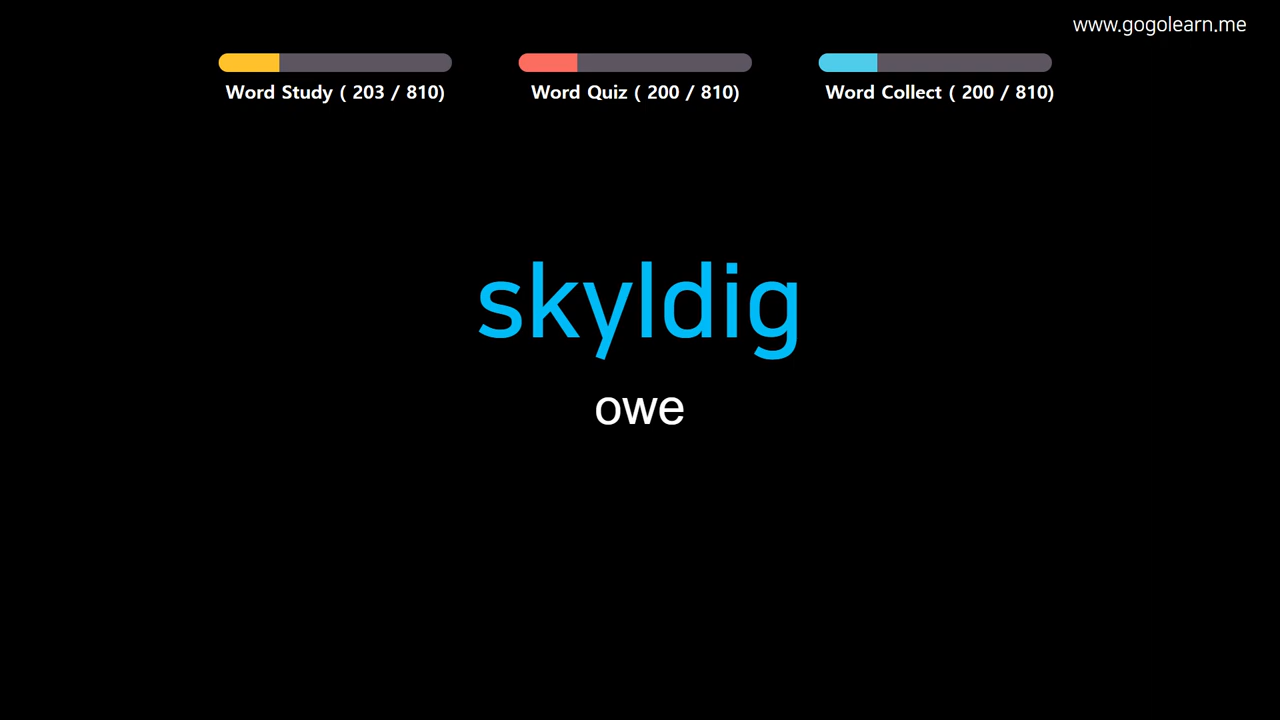 www.gogolearn.me
Word Study ( 203 / 810)
Word Quiz ( 200 / 810)
Word Collect ( 200 / 810)
skyldig
owe